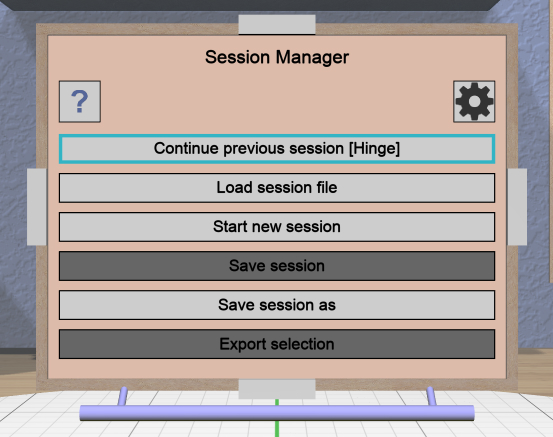 Session Manager
?
Continue previous session [Hinge]
Load session file
Start new session
Save session
Save session as
Export selection